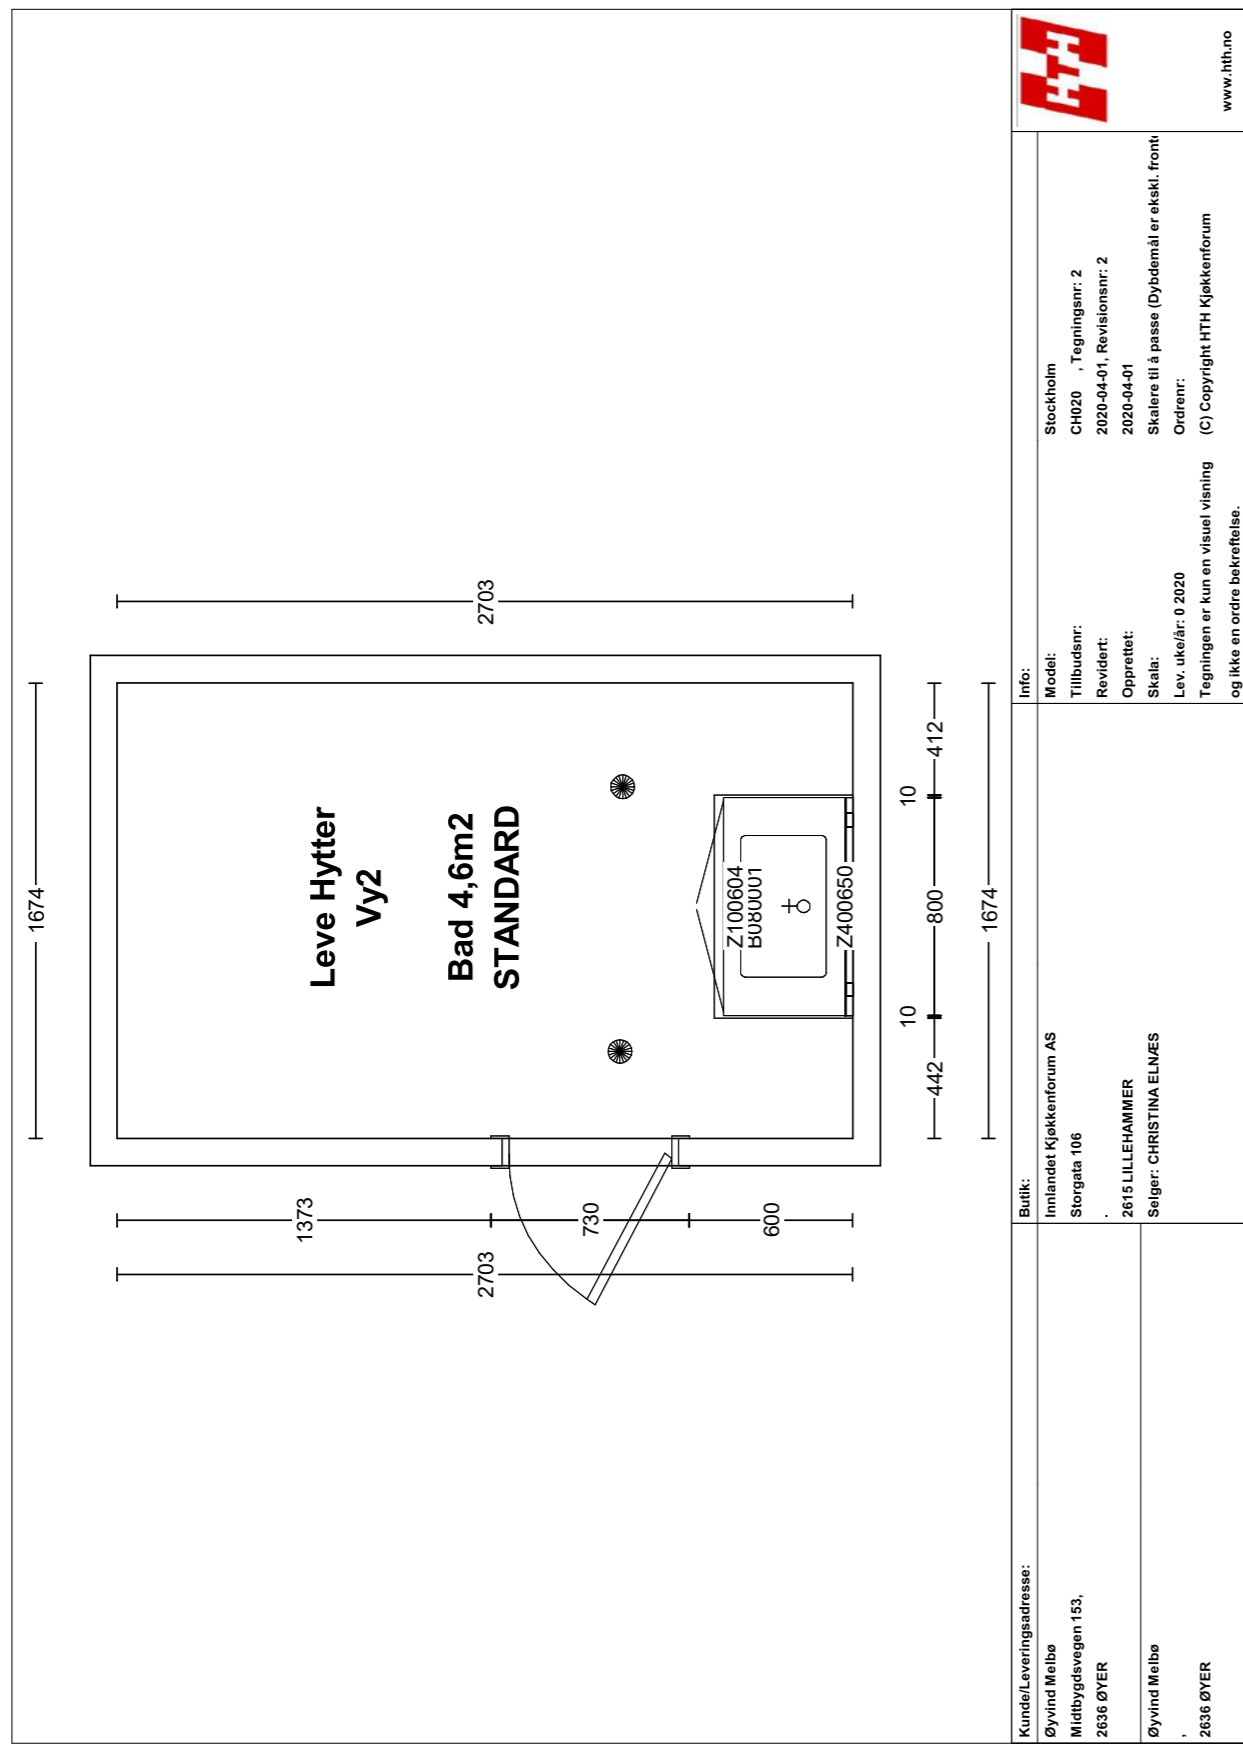 1674
2703
Leve Hytter
Vy2
Bad 4,6m2
STANDARD
1373
730
600
2703
Z100604
B080001
Z400650
442
10
800
10
412
1674
Kunde/Leveringsadresse:
Øyvind Melbø
Midtbygdsvegen 153,
2636 ØYER
Øyvind Melbø
,
2636 ØYER
Butik:
Innlandet Kjøkkenforum AS
Storgata 106
.
2615 LILLEHAMMER
Selger: CHRISTINA ELNÆS
Info:
Model: Stockholm
Tillbudsnr: CH020 , Tegningsnr: 2
Revidert: 2020-04-01, Revisionsnr: 2
Opprettet: 2020-04-01
Skala: Skalere til å passe (Dybdemål er ekskl. fronte
Lev. uke/år: 0 2020 Ordrenr:
Tegningen er kun en visuel visning (C) Copyright HTH Kjøkkenforum
og ikke en ordre bekreftelse.
HTH
www.hth.no